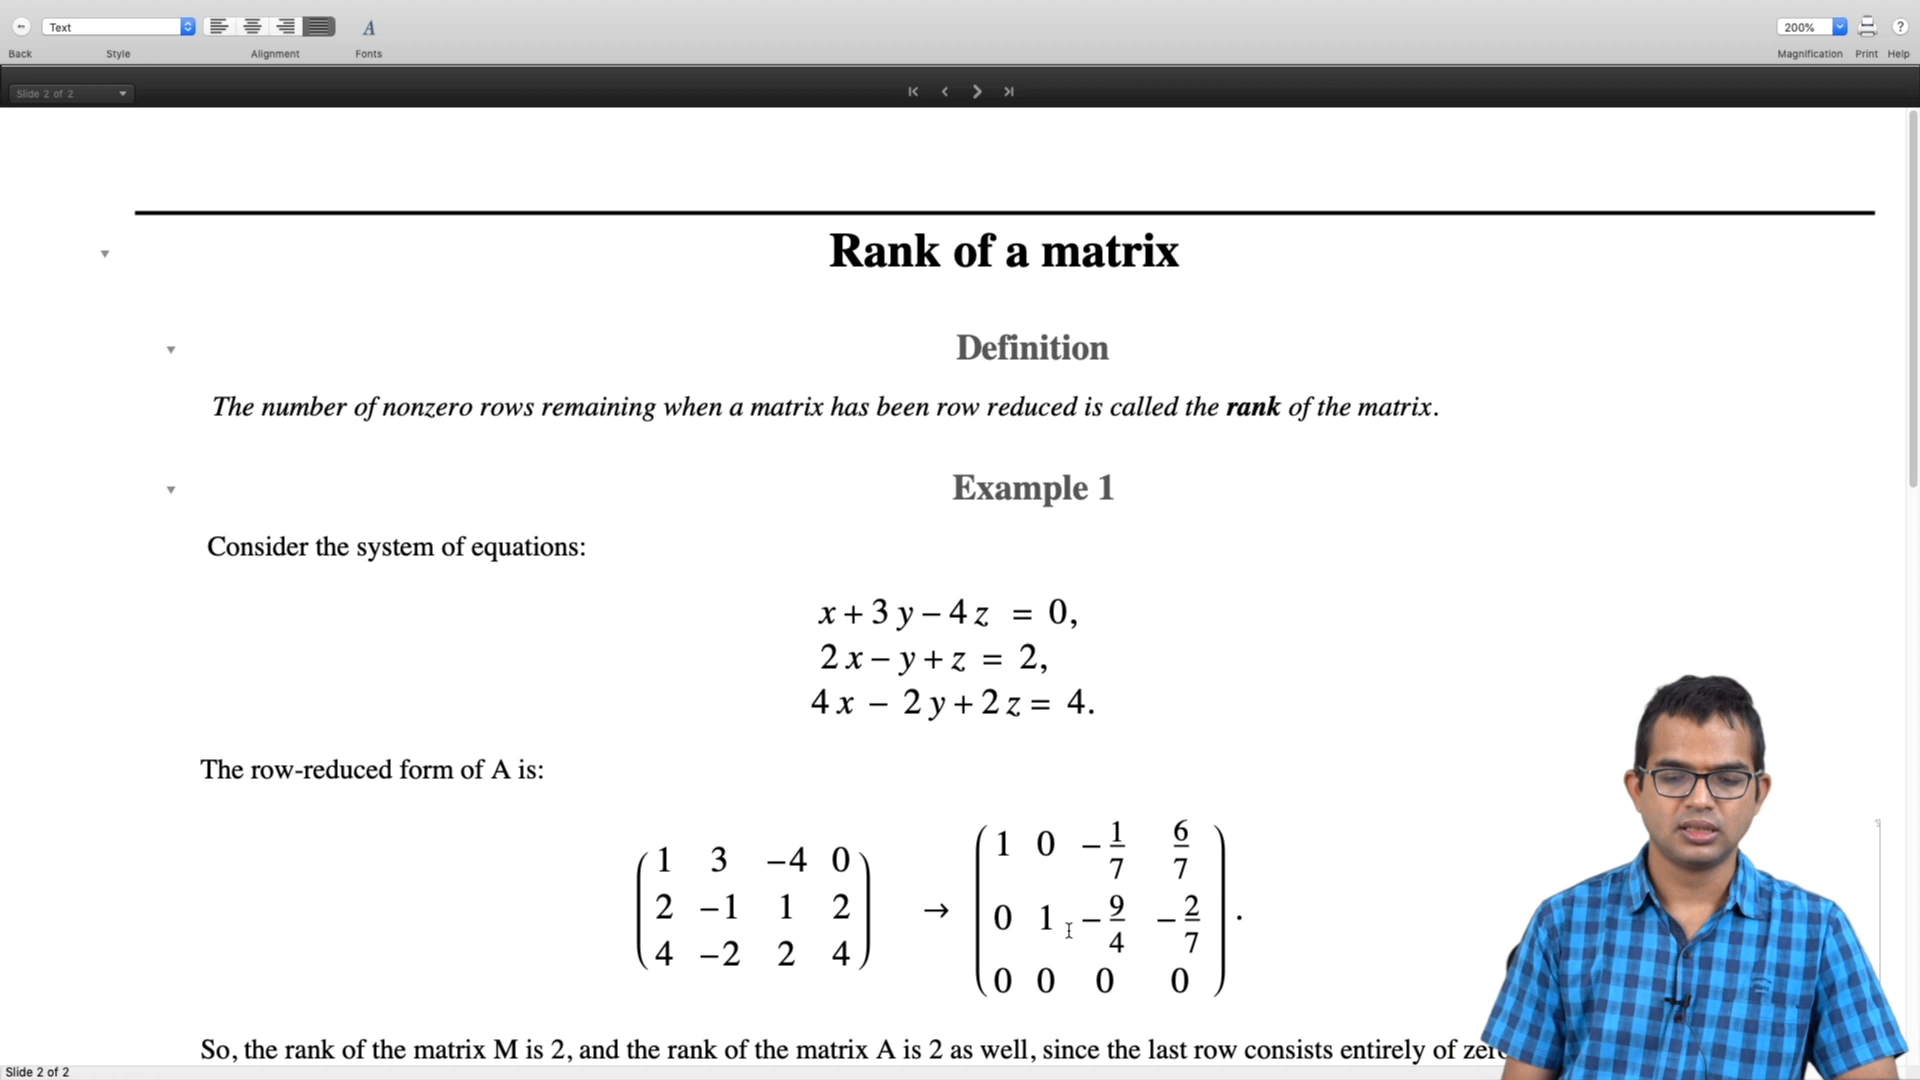 Text 200%
Back Style Alignment Fonts Magnification Print Help
Slide 2 of 2
Rank of a matrix
Definition
The number of nonzero rows remaining when a matrix has been row reduced is called the rank of the matrix.
Example 1
Consider the system of equations:
x + 3 y − 4 z = 0,
2 x − y + z = 2,
4 x − 2 y + 2 z = 4.
The row-reduced form of A is:
( 1 3 −4 0 ) → ( 1 0 −1/7 6/7 )
( 2 −1 1 2 ) ( 0 1 −9/4 −2/7 ) .
( 4 −2 2 4 ) ( 0 0 0 0 )
So, the rank of the matrix M is 2, and the rank of the matrix A is 2 as well, since the last row consists entirely of
Slide 2 of 2